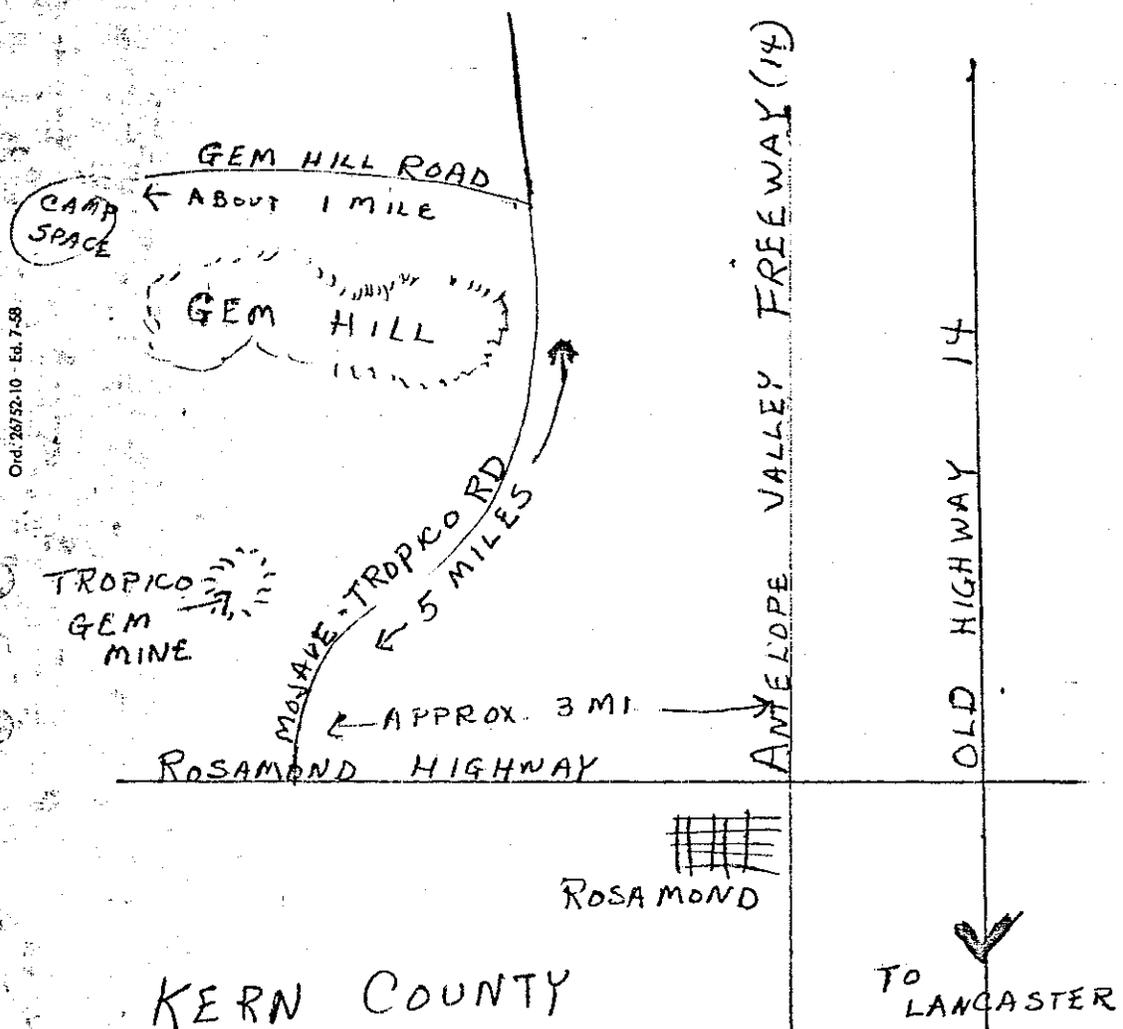 GEM HILL ROAD
← ABOUT 1 MILE
CAMP
SPACE
GEM HILL
Ord. 26752-10 - Ed. 7-58
MOJAVE-TROPICO RD
← 5 MILES
TROPICO
GEM
MINE
← APPROX. 3 MI
ROSAMOND HIGHWAY
ANTELOPE VALLEY FREEWAY (14)
OLD HIGHWAY 14
ROSAMOND
KERN COUNTY
TO
LANCASTER